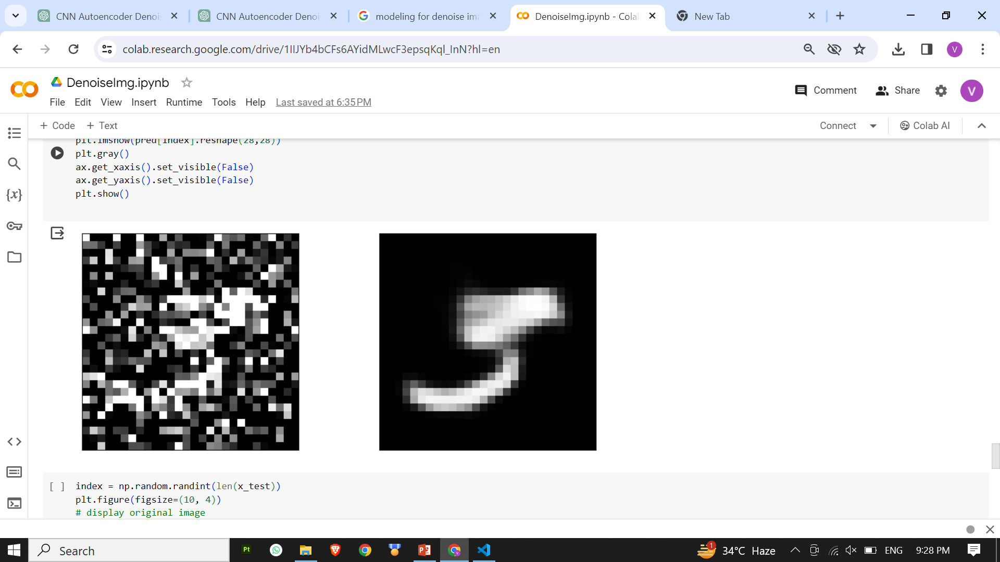 CNN Autoencoder Denoi
CNN Autoencoder Denoi
modeling for denoise im
DenoiseImg.ipynb - Cola
New Tab
colab.research.google.com/drive/1IIJYb4bCFs6AYidMLwcF3epsqKql_InN?hl=en
V
DenoiseImg.ipynb
Comment
Share
V
File Edit View Insert Runtime Tools Help Last saved at 6:35 PM
+ Code + Text
Connect
Colab AI
{x}
plt.imshow(pred[index].reshape(28,28))
plt.gray()
ax.get_xaxis().set_visible(False)
ax.get_yaxis().set_visible(False)
plt.show()
[ ] index = np.random.randint(len(x_test))
plt.figure(figsize=(10, 4))
# display original image
Search
Pt
1
34°C Haze
ENG
9:28 PM